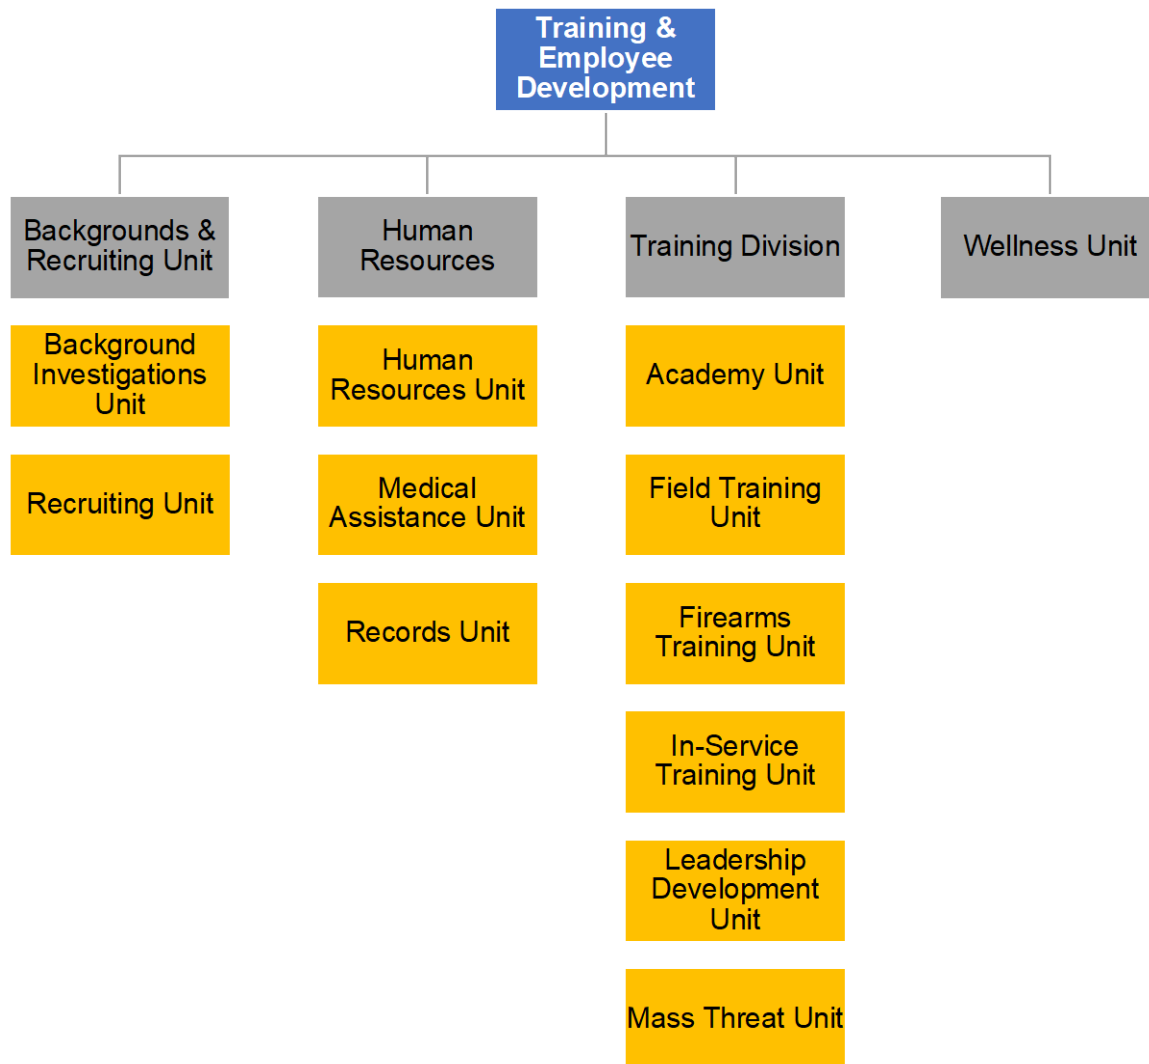 Training &
Employee
Development
Backgrounds &
Recruiting Unit
Human
Resources
Training Division
Wellness Unit
Background
Investigations
Unit
Human
Resources Unit
Academy Unit
Recruiting Unit
Medical
Assistance Unit
Field Training
Unit
Records Unit
Firearms
Training Unit
In-Service
Training Unit
Leadership
Development
Unit
Mass Threat Unit